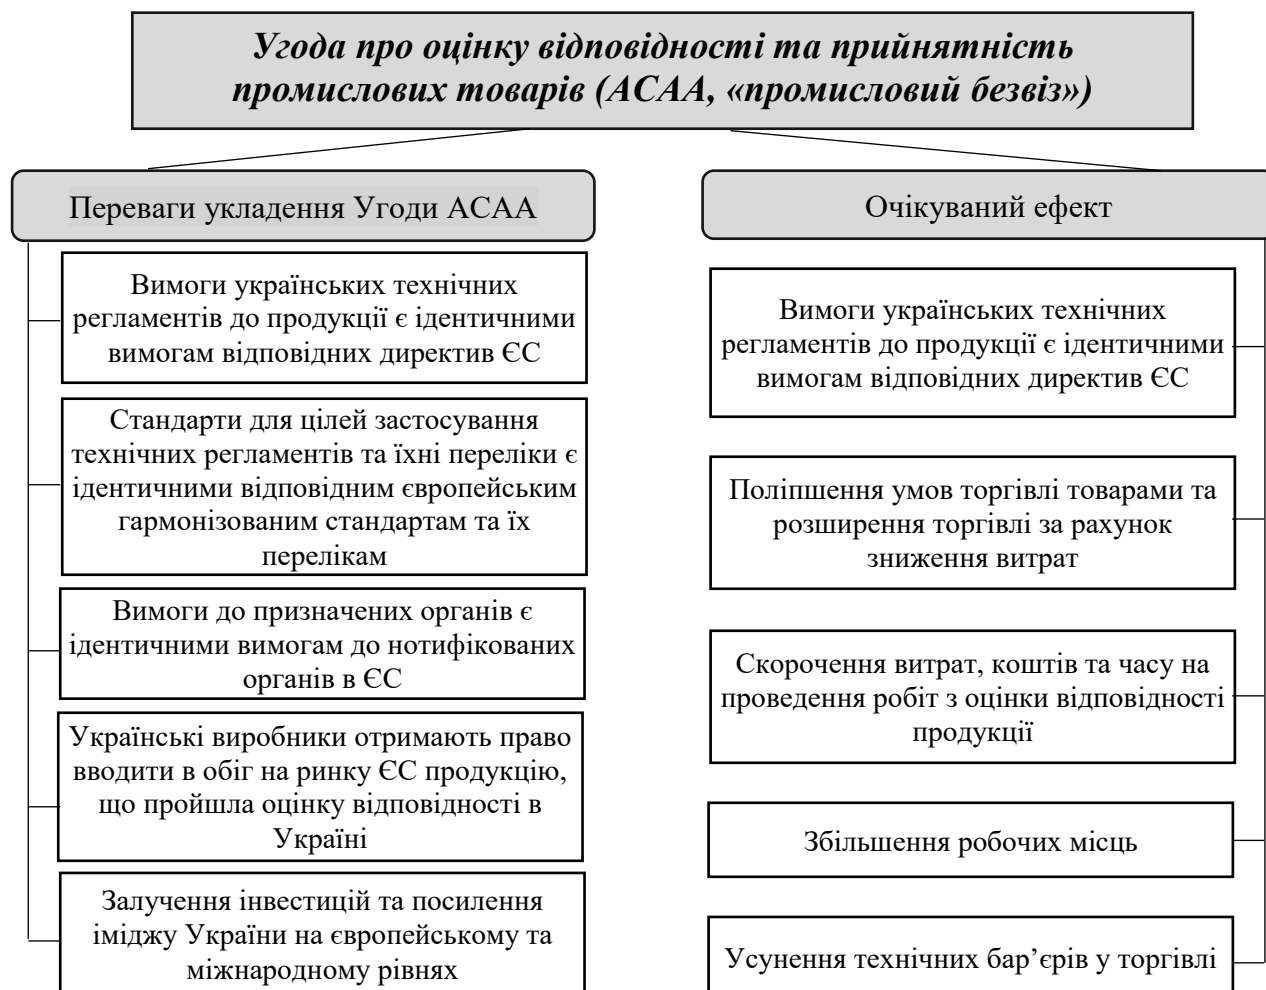 Угода про оцінку відповідності та прийнятність
промислових товарів (АСАА, «промисловий безвіз»)
Переваги укладення Угоди АСАА
Вимоги українських технічних
регламентів до продукції є ідентичними
вимогам відповідних директив ЄС
Стандарти для цілей застосування
технічних регламентів та їхні переліки є
ідентичними відповідним європейським
гармонізованим стандартам та їх
перелікам
Вимоги до призначених органів є
ідентичними вимогам до нотифікованих
органів в ЄС
Українські виробники отримають право
вводити в обіг на ринку ЄС продукцію,
що пройшла оцінку відповідності в
Україні
Залучення інвестицій та посилення
іміджу України на європейському та
міжнародному рівнях
Очікуваний ефект
Вимоги українських технічних
регламентів до продукції є ідентичними
вимогам відповідних директив ЄС
Поліпшення умов торгівлі товарами та
розширення торгівлі за рахунок
зниження витрат
Скорочення витрат, коштів та часу на
проведення робіт з оцінки відповідності
продукції
Збільшення робочих місць
Усунення технічних бар’єрів у торгівлі